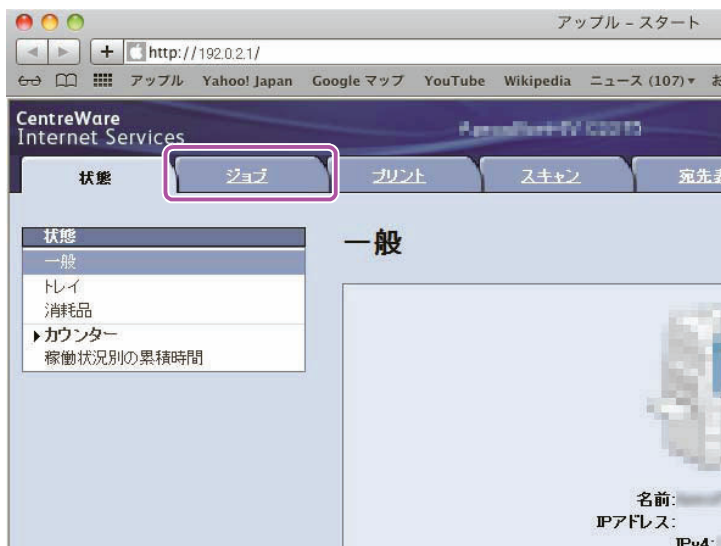 アップル – スタート
http://192.0.2.1/
アップル Yahoo! Japan Google マップ YouTube Wikipedia ニュース (107)▾
CentreWare
Internet Services
状態 ジョブ プリント スキャン 宛先
状態
一般
トレイ
消耗品
カウンター
稼働状況別の累積時間
一般
名前:
IPアドレス:
IPv4: